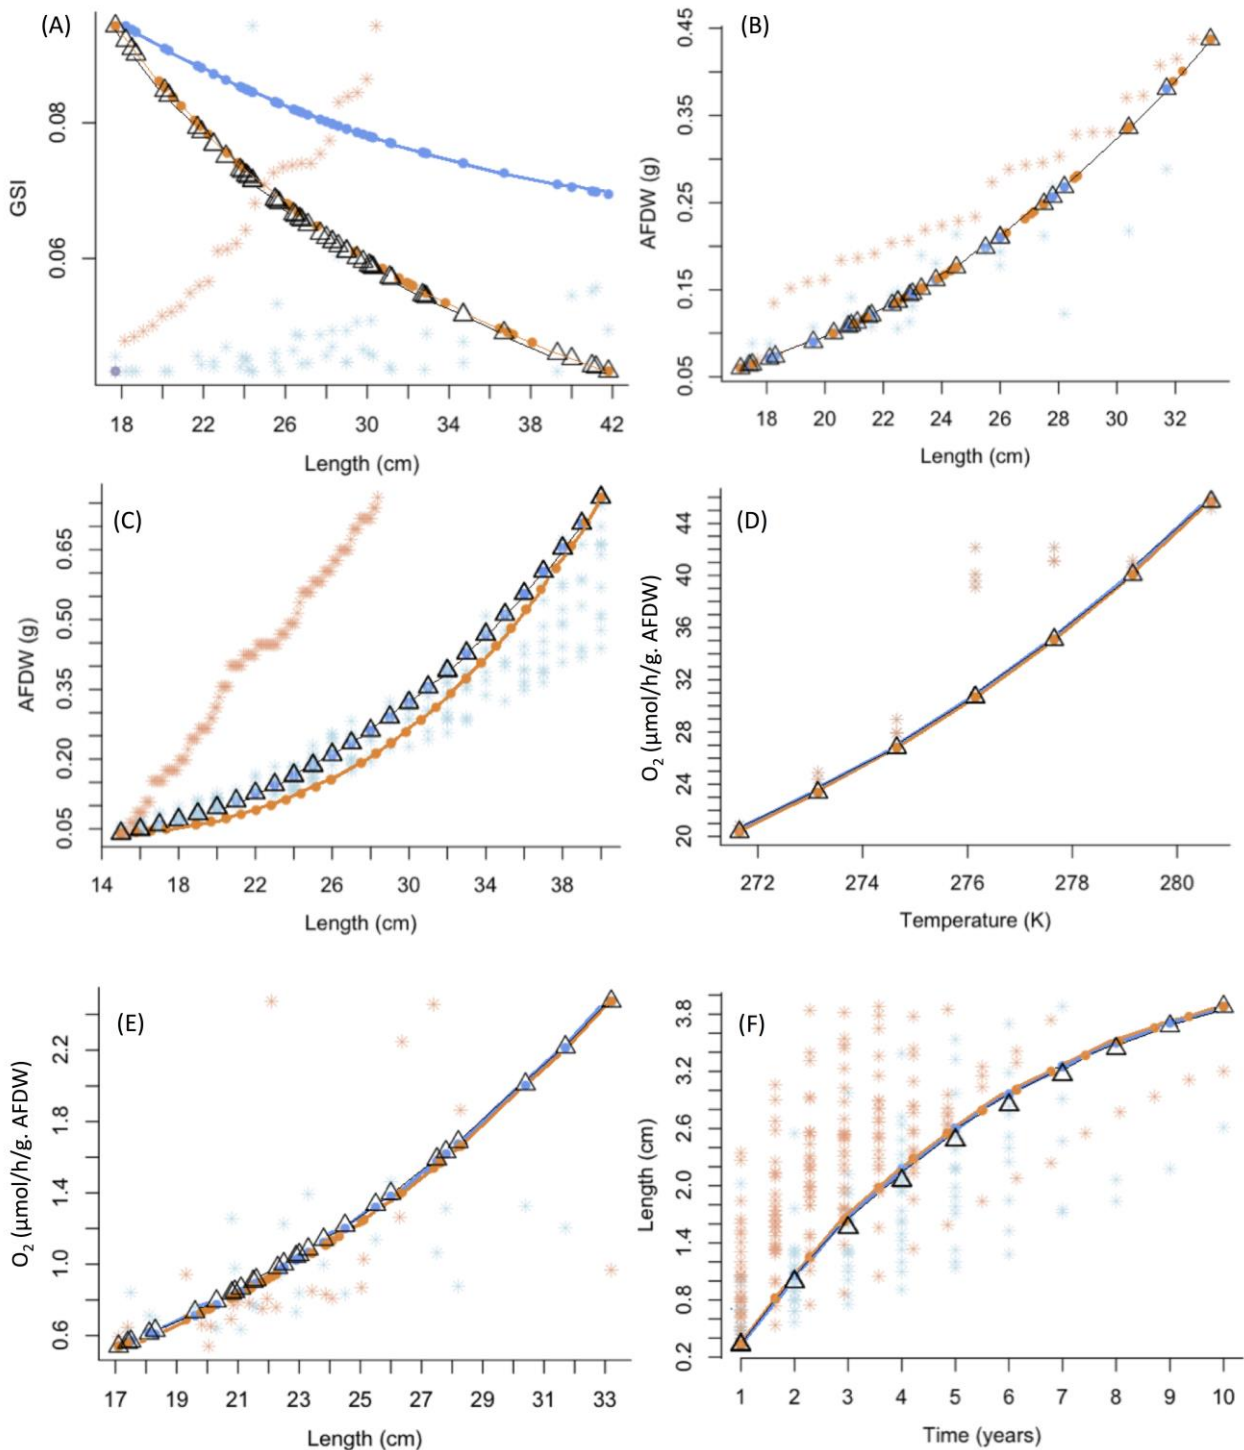 (A)
GSI
0.08
0.06
18 22 26 30 34 38 42
Length (cm)
(B)
AFDW (g)
0.45
0.35
0.25
0.15
0.05
18 20 22 24 26 28 30 32
Length (cm)
(C)
AFDW (g)
0.65
0.50
0.35
0.20
0.05
14 18 22 26 30 34 38
Length (cm)
(D)
O₂ (µmol/h/g. AFDW)
44
40
36
32
28
24
20
272 274 276 278 280
Temperature (K)
(E)
O₂ (µmol/h/g. AFDW)
2.2
1.8
1.4
1.0
0.6
17 19 21 23 25 27 29 31 33
Length (cm)
(F)
Length (cm)
3.8
3.2
2.6
2.0
1.4
0.8
0.2
1 2 3 4 5 6 7 8 9 10
Time (years)